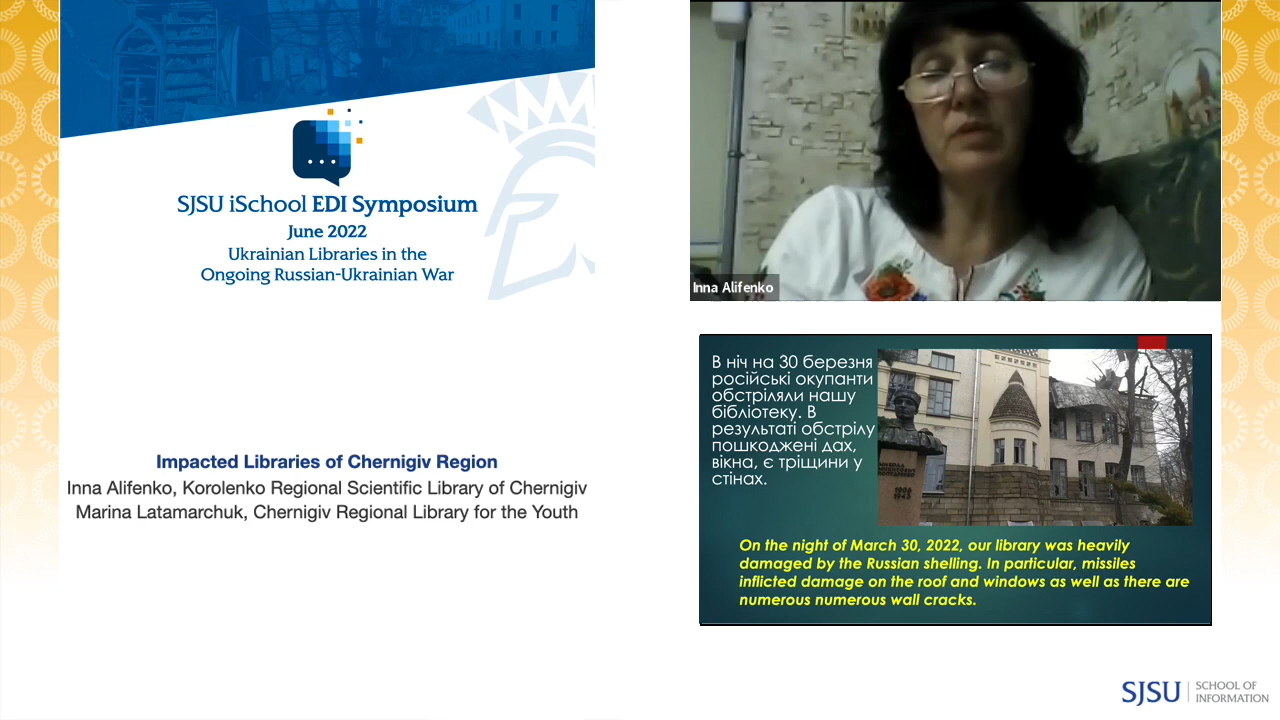 SJSU iSchool EDI Symposium
June 2022
Ukrainian Libraries in the
Ongoing Russian-Ukrainian War
Impacted Libraries of Chernigiv Region
Inna Alifenko, Korolenko Regional Scientific Library of Chernigiv
Marina Latamarchuk, Chernigiv Regional Library for the Youth
Inna Alifenko
В ніч на 30 березня
російські окупанти
обстріляли нашу
бібліотеку. В
результаті обстрілу
пошкоджені дах,
вікна, є тріщини у
стінах.
1908
1943
On the night of March 30, 2022, our library was heavily
damaged by the Russian shelling. In particular, missiles
inflicted damage on the roof and windows as well as there are
numerous numerous wall cracks.
SJSU SCHOOL OF
INFORMATION